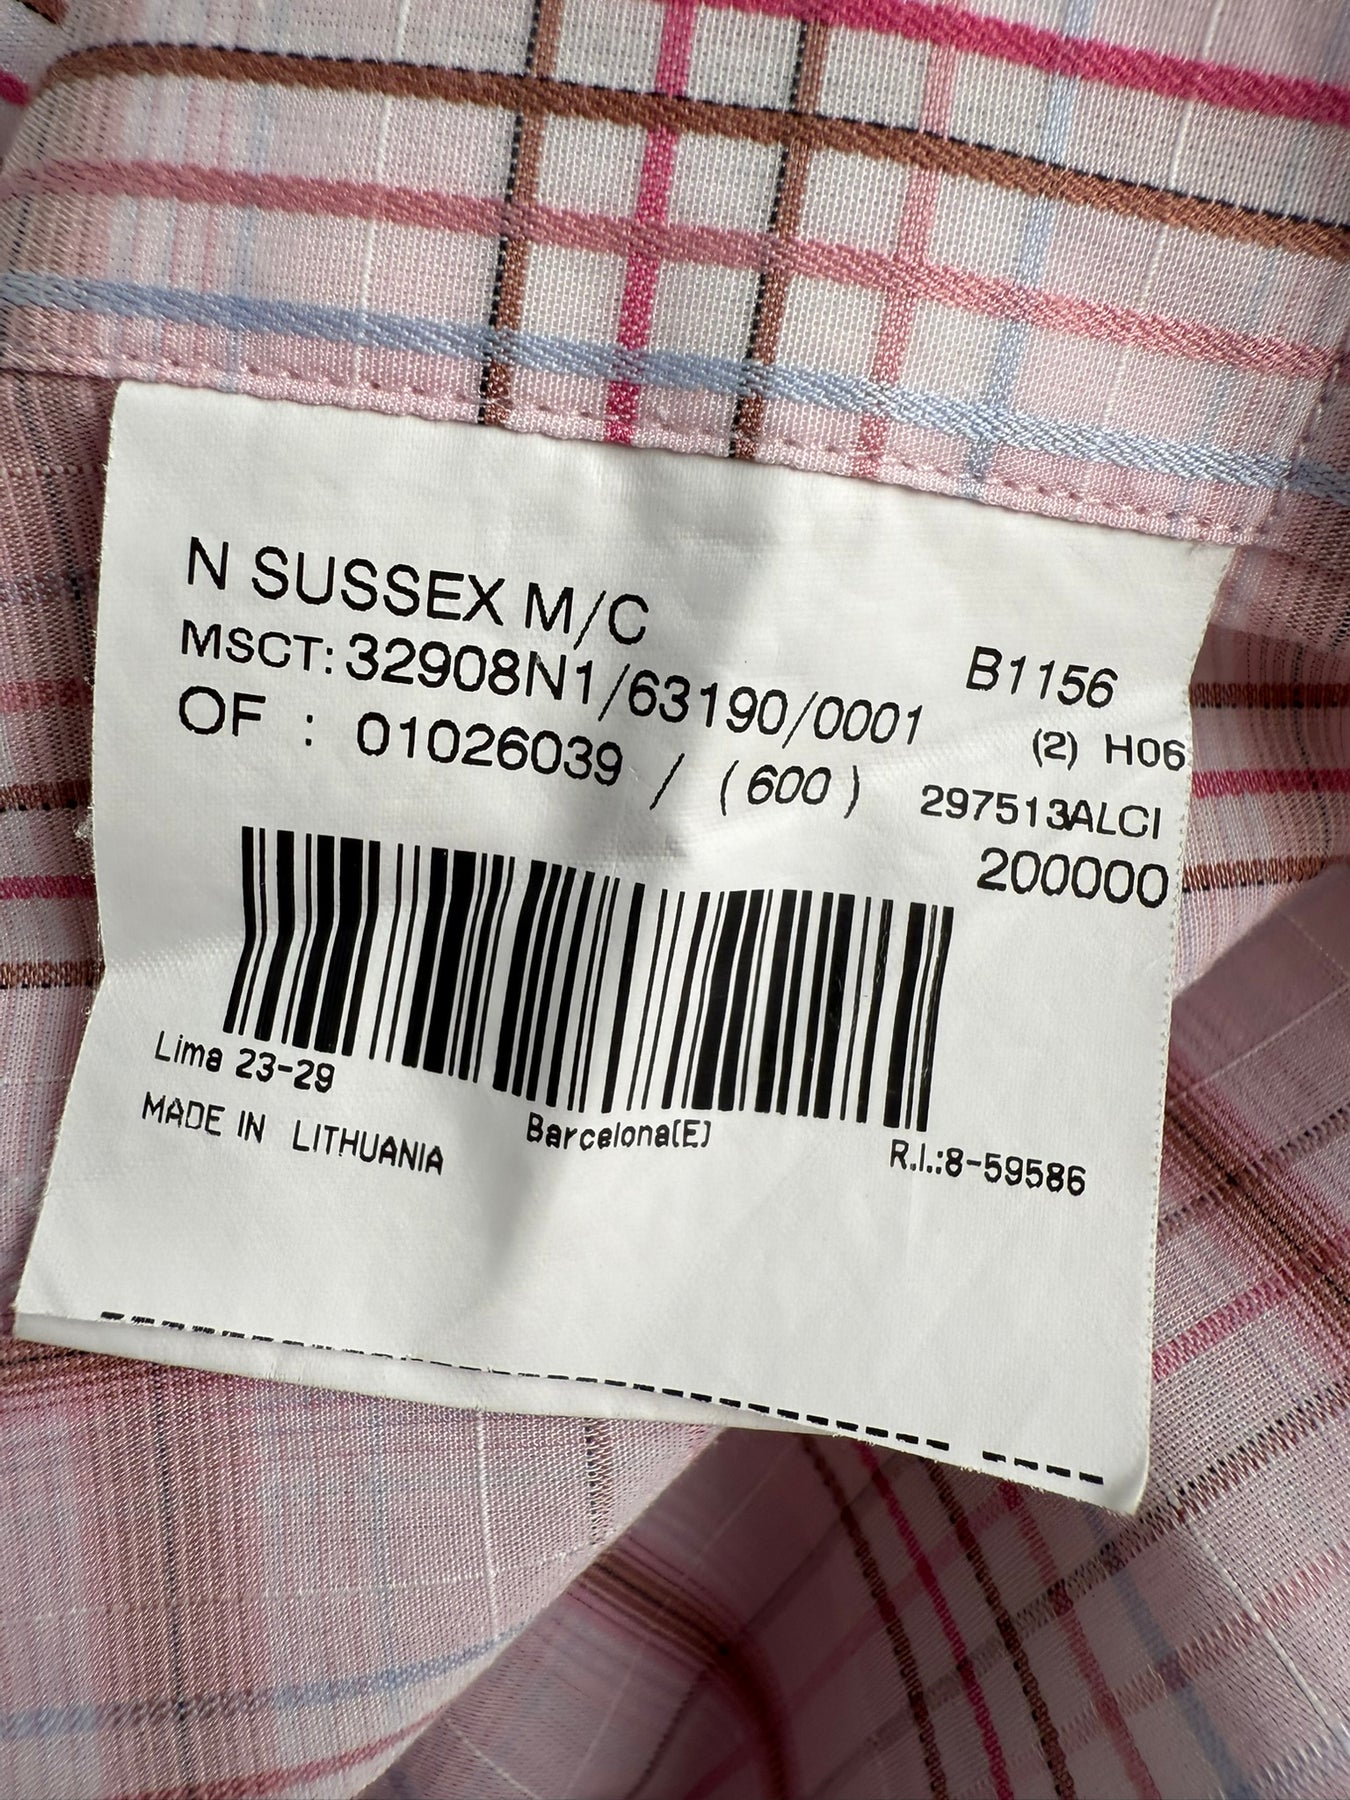 N SUSSEX M/C
MSCT: 32908N1/63190/0001 B1156
OF : 01026039 / (600) (2) H06
297513ALCI
200000
Lima 23-29 Barcelona(E) R.I.:8-59586
MADE IN LITHUANIA